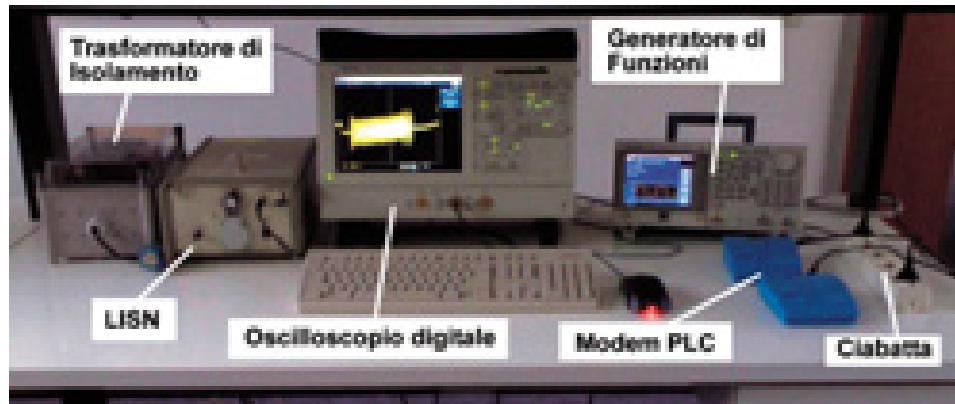 Trasformatore di
Isolamento
Generatore di
Funzioni
LISN
Oscilloscopio digitale
Modem PLC
Ciabatta